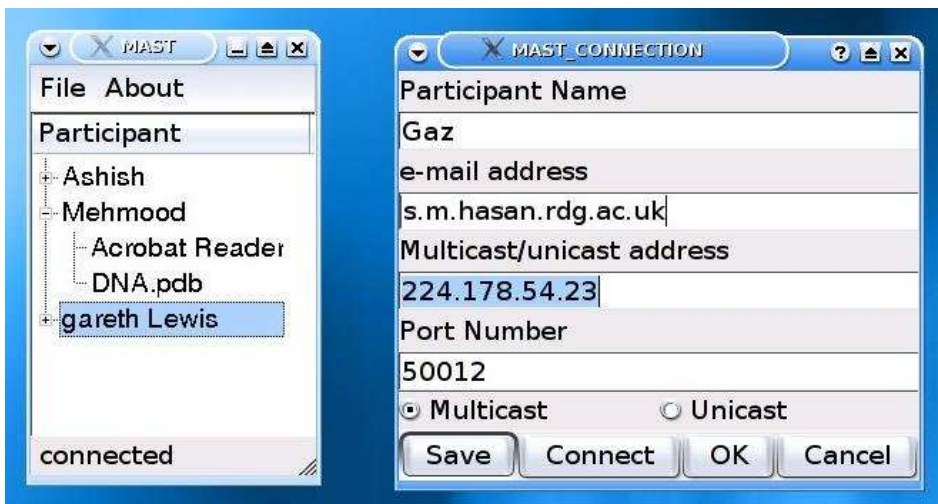 MAST
File About
Participant
Ashish
Mehmood
Acrobat Reader
DNA.pdb
gareth Lewis
connected
MAST_CONNECTION
Participant Name
Gaz
e-mail address
s.m.hasan.rdg.ac.uk
Multicast/unicast address
224.178.54.23
Port Number
50012
Multicast Unicast
Save Connect OK Cancel